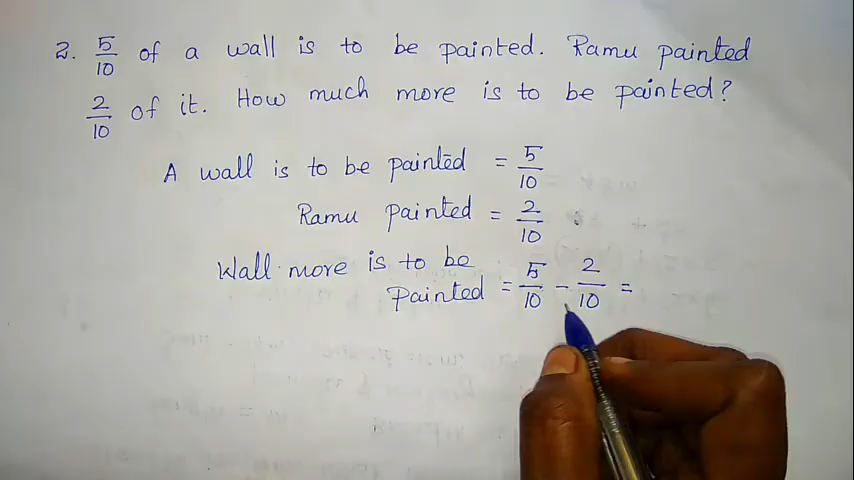 2. 5/10 of a wall is to be painted. Ramu painted
2/10 of it. How much more is to be painted?
A wall is to be painted = 5/10
Ramu painted = 2/10
Wall more is to be
painted = 5/10 - 2/10 =